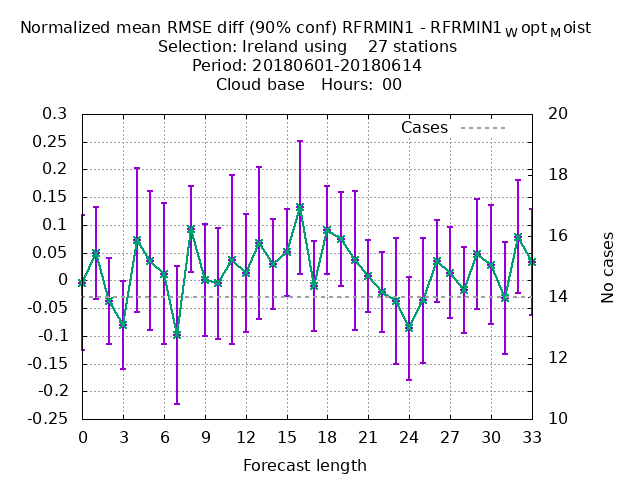 Normalized mean RMSE diff (90% conf) RFRMIN1 - RFRMIN1WoptMoist
Selection: Ireland using    27 stations
Period: 20180601-20180614
Cloud base   Hours:  00
0.3
0.25
0.2
0.15
0.1
0.05
0
-0.05
-0.1
-0.15
-0.2
-0.25
Cases
20
18
16
14
12
10
No cases
0 3 6 9 12 15 18 21 24 27 30 33
Forecast length